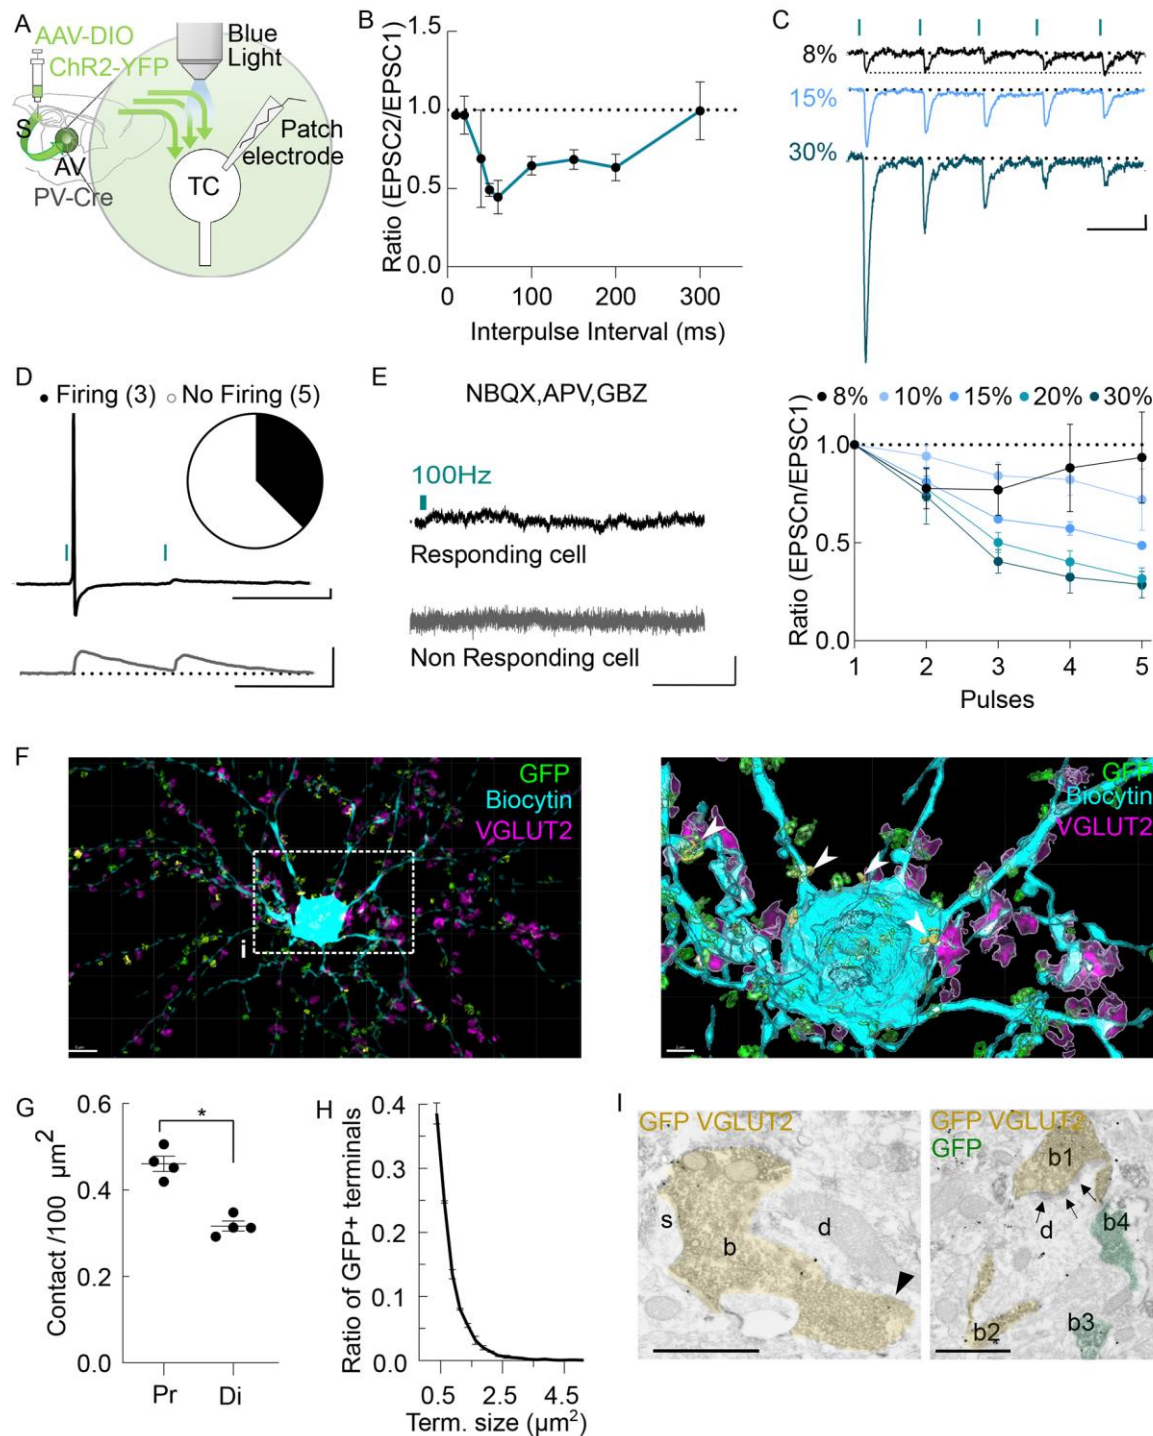 A
AAV-DIO
ChR2-YFP
Blue
Light
S
AV
PV-Cre
TC
Patch
electrode
B
Ratio (EPSC2/EPSC1)
1.5
1.0
0.5
0.0
0
100
200
300
Interpulse Interval (ms)
C
8%
15%
30%
8% 10% 15% 20% 30%
Ratio (EPSCn/EPSC1)
1.0
0.5
0.0
1 2 3 4 5
Pulses
D
Firing (3) No Firing (5)
E
NBQX,APV,GBZ
100Hz
Responding cell
Non Responding cell
F
GFP
Biocytin
VGLUT2
i
GFP
Biocytin
VGLUT2
G
Contact /100 µm²
0.6
0.4
0.2
0.0
*
Pr Di
H
Ratio of GFP+ terminals
0.4
0.3
0.2
0.1
0.0
0.5 2.5 4.5
Term. size (µm²)
I
GFP VGLUT2
s
b
d
GFP VGLUT2
GFP
b1
d
b4
b2
b3